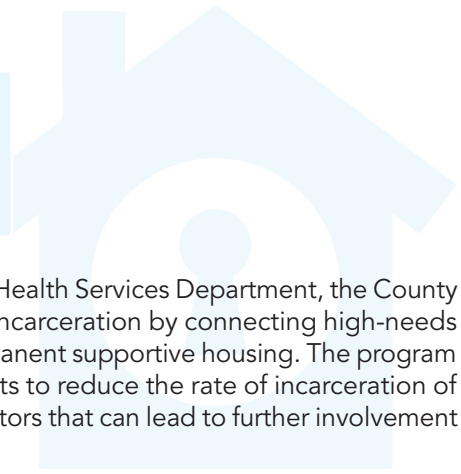 Health Services Department, the County
ncarceration by connecting high-needs
anent supportive housing. The program
ts to reduce the rate of incarceration of
tors that can lead to further involvement